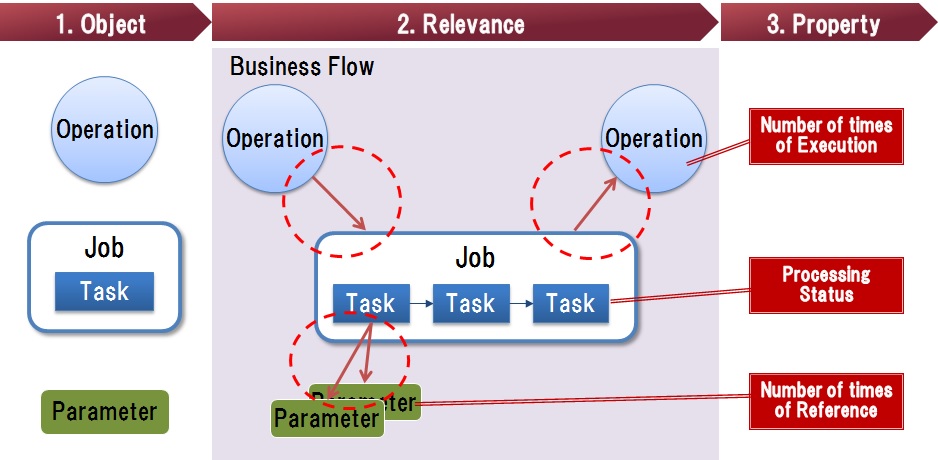 1. Object
2. Relevance
3. Property
Business Flow
Operation
Operation
Operation
Number of times
of Execution
Job
Task
Job
Task
Task
Task
Processing
Status
Parameter
Parameter
Parameter
Number of times
of Reference